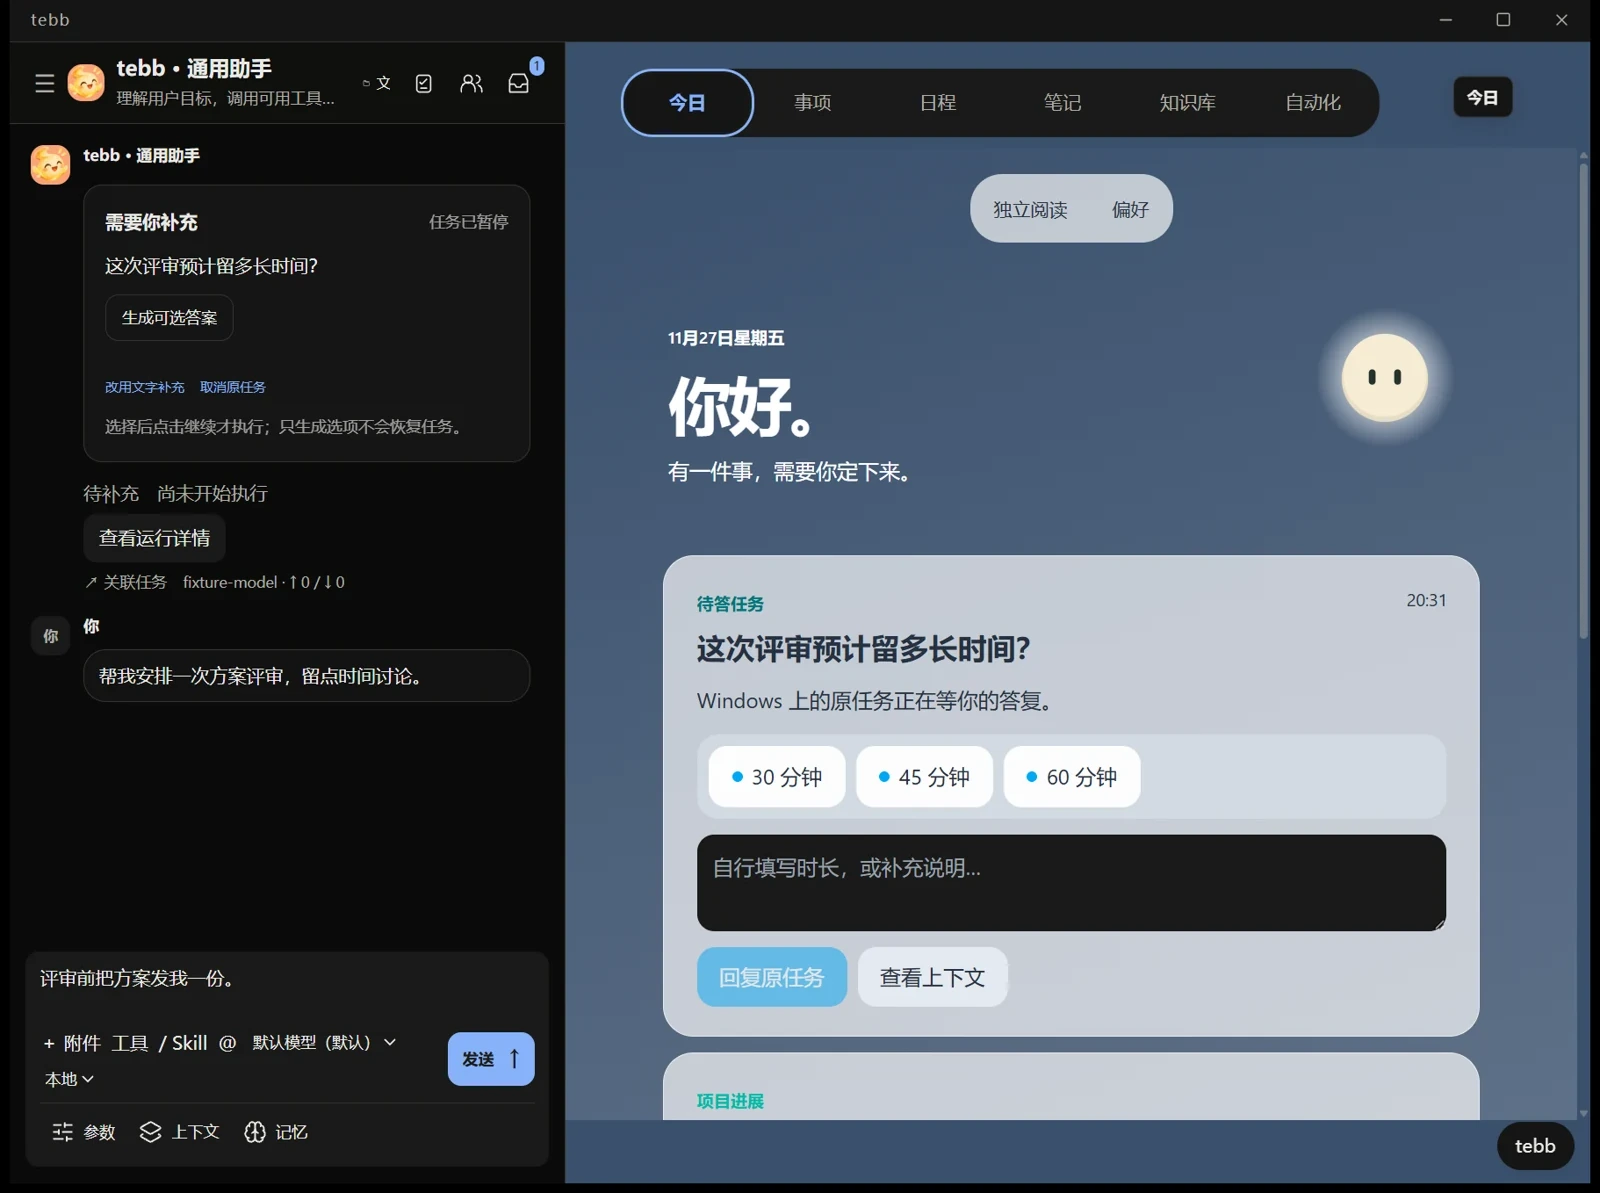 tebb
tebb • 通用助手
理解用户目标，调用可用工具...
文
1
tebb • 通用助手
需要你补充
任务已暂停
这次评审预计留多长时间？
生成可选答案
改用文字补充 取消原任务
选择后点击继续才执行；只生成选项不会恢复任务。
待补充 尚未开始执行
查看运行详情
↗ 关联任务 fixture-model · ↑ 0 / ↓ 0
你
你
帮我安排一次方案评审，留点时间讨论。
评审前把方案发我一份。
+ 附件 工具 / Skill @ 默认模型（默认）
本地
发送 ↑
参数 上下文 记忆
今日 事项 日程 笔记 知识库 自动化
今日
独立阅读 偏好
11月27日星期五
你好。
有一件事，需要你定下来。
待答任务
20:31
这次评审预计留多长时间？
Windows 上的原任务正在等你的答复。
30 分钟 45 分钟 60 分钟
自行填写时长，或补充说明...
回复原任务 查看上下文
项目进展
tebb